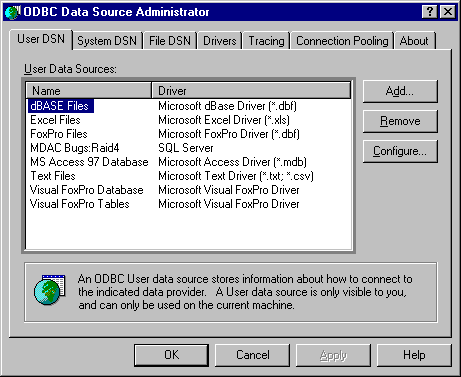 ODBC Data Source Administrator
User DSN System DSN File DSN Drivers Tracing Connection Pooling About
User Data Sources:
Name Driver
dBASE Files Microsoft dBase Driver (*.dbf)
Excel Files Microsoft Excel Driver (*.xls)
FoxPro Files Microsoft FoxPro Driver (*.dbf)
MDAC Bugs:Raid4 SQL Server
MS Access 97 Database Microsoft Access Driver (*.mdb)
Text Files Microsoft Text Driver (*.txt; *.csv)
Visual FoxPro Database Microsoft Visual FoxPro Driver
Visual FoxPro Tables Microsoft Visual FoxPro Driver
Add...
Remove
Configure...
An ODBC User data source stores information about how to connect to
the indicated data provider. A User data source is only visible to you,
and can only be used on the current machine.
OK Cancel Apply Help